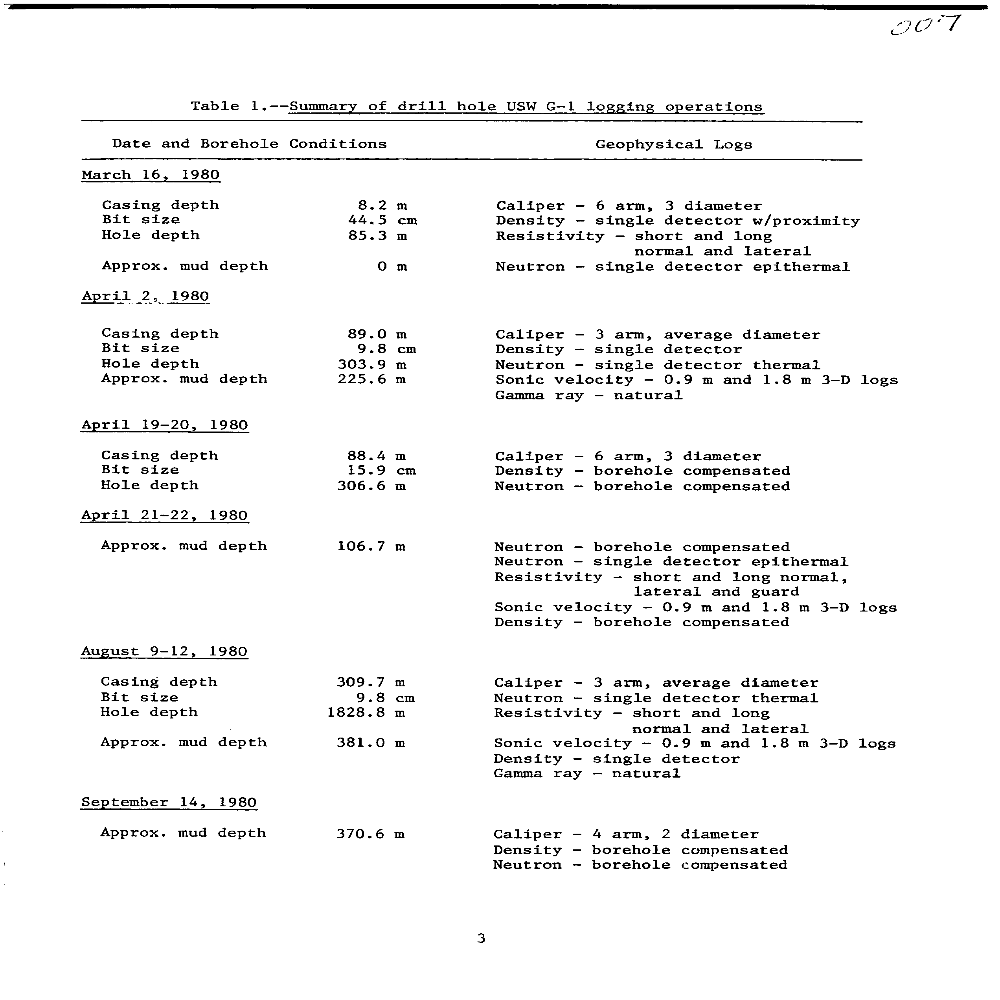 007
Table 1.--Summary of drill hole USW G-1 logging operations
Date and Borehole Conditions Geophysical Logs
March 16, 1980
Casing depth 8.2 m Caliper - 6 arm, 3 diameter
Bit size 44.5 cm Density - single detector w/proximity
Hole depth 85.3 m Resistivity - short and long
normal and lateral
Approx. mud depth 0 m Neutron - single detector epithermal
April 2, 1980
Casing depth 89.0 m Caliper - 3 arm, average diameter
Bit size 9.8 cm Density - single detector
Hole depth 303.9 m Neutron - single detector thermal
Approx. mud depth 225.6 m Sonic velocity - 0.9 m and 1.8 m 3-D logs
Gamma ray - natural
April 19-20, 1980
Casing depth 88.4 m Caliper - 6 arm, 3 diameter
Bit size 15.9 cm Density - borehole compensated
Hole depth 306.6 m Neutron - borehole compensated
April 21-22, 1980
Approx. mud depth 106.7 m Neutron - borehole compensated
Neutron - single detector epithermal
Resistivity - short and long normal,
lateral and guard
Sonic velocity - 0.9 m and 1.8 m 3-D logs
Density - borehole compensated
August 9-12, 1980
Casing depth 309.7 m Caliper - 3 arm, average diameter
Bit size 9.8 cm Neutron - single detector thermal
Hole depth 1828.8 m Resistivity - short and long
normal and lateral
Approx. mud depth 381.0 m Sonic velocity - 0.9 m and 1.8 m 3-D logs
Density - single detector
Gamma ray - natural
September 14, 1980
Approx. mud depth 370.6 m Caliper - 4 arm, 2 diameter
Density - borehole compensated
Neutron - borehole compensated
3